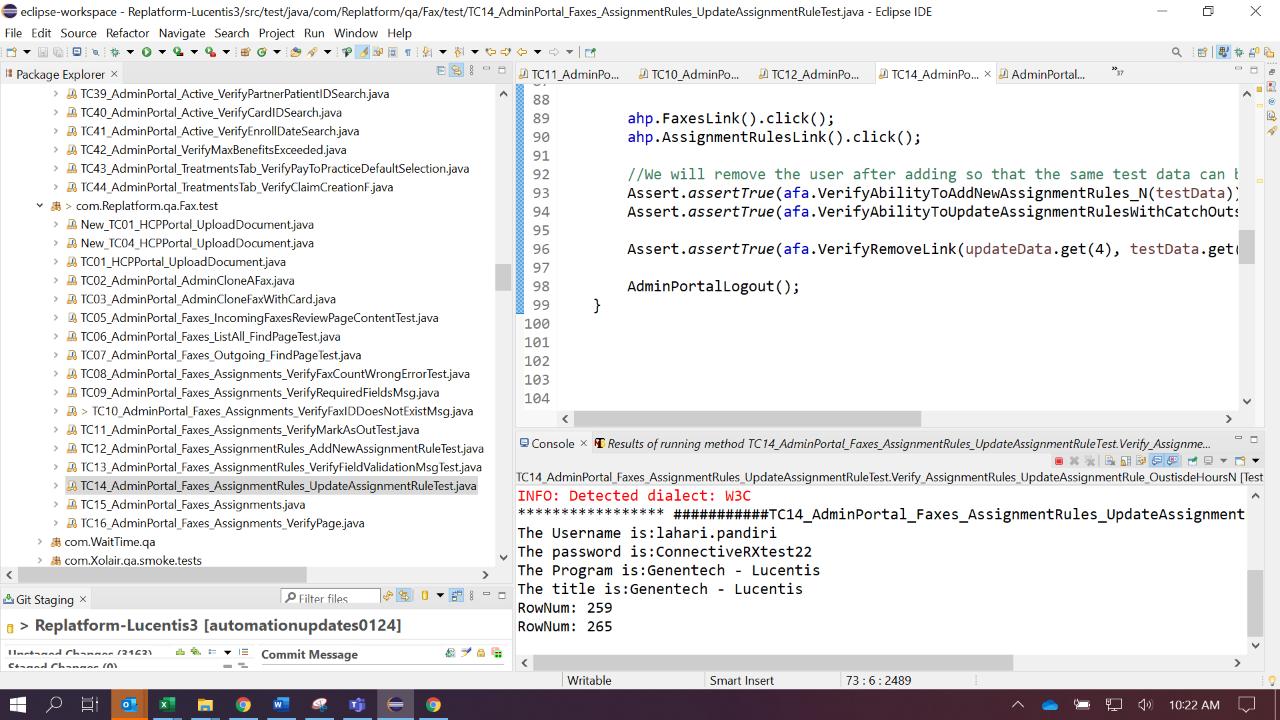 eclipse-workspace - Replatform-Lucentis3/src/test/java/com/Replatform/qa/Fax/test/TC14_AdminPortal_Faxes_AssignmentRules_UpdateAssignmentRuleTest.java - Eclipse IDE
File Edit Source Refactor Navigate Search Project Run Window Help
Package Explorer
TC39_AdminPortal_Active_VerifyPartnerPatientIDSearch.java
TC40_AdminPortal_Active_VerifyCardIDSearch.java
TC41_AdminPortal_Active_VerifyEnrollDateSearch.java
TC42_AdminPortal_VerifyMaxBenefitsExceeded.java
TC43_AdminPortal_TreatmentsTab_VerifyPayToPracticeDefaultSelection.java
TC44_AdminPortal_TreatmentsTab_VerifyClaimCreationF.java
> com.Replatform.qa.Fax.test
New_TC01_HCPPortal_UploadDocument.java
New_TC04_HCPPortal_UploadDocument.java
TC01_HCPPortal_UploadDocument.java
TC02_AdminPortal_AdminCloneAFax.java
TC03_AdminPortal_AdminCloneFaxWithCard.java
TC05_AdminPortal_Faxes_IncomingFaxesReviewPageContentTest.java
TC06_AdminPortal_Faxes_ListAll_FindPageTest.java
TC07_AdminPortal_Faxes_Outgoing_FindPageTest.java
TC08_AdminPortal_Faxes_Assignments_VerifyFaxCountWrongErrorTest.java
TC09_AdminPortal_Faxes_Assignments_VerifyRequiredFieldsMsg.java
> TC10_AdminPortal_Faxes_Assignments_VerifyFaxIDDoesNotExistMsg.java
TC11_AdminPortal_Faxes_Assignments_VerifyMarkAsOutTest.java
TC12_AdminPortal_Faxes_AssignmentRules_AddNewAssignmentRuleTest.java
TC13_AdminPortal_Faxes_AssignmentRules_VerifyFieldValidationMsgTest.java
TC14_AdminPortal_Faxes_AssignmentRules_UpdateAssignmentRuleTest.java
TC15_AdminPortal_Faxes_Assignments.java
TC16_AdminPortal_Faxes_Assignments_VerifyPage.java
com.WaitTime.qa
com.Xolair.qa.smoke.tests
Git Staging
Filter files
> Replatform-Lucentis3 [automationupdates0124]
Unstaged Changes (3163)
Commit Message
Staged Changes (0)
TC11_AdminPo... TC10_AdminPo... TC12_AdminPo... TC14_AdminPo... AdminPortal... »37
87
88
89 ahp.FaxesLink().click();
90 ahp.AssignmentRulesLink().click();
91
92 //We will remove the user after adding so that the same test data can b
93 Assert.assertTrue(afa.VerifyAbilityToAddNewAssignmentRules_N(testData))
94 Assert.assertTrue(afa.VerifyAbilityToUpdateAssignmentRulesWithCatchOuts
95
96 Assert.assertTrue(afa.VerifyRemoveLink(updateData.get(4), testData.get(
97
98 AdminPortalLogout();
99 }
100
101
102
103
104
Console Results of running method TC14_AdminPortal_Faxes_AssignmentRules_UpdateAssignmentRuleTest.Verify_Assignme...
TC14_AdminPortal_Faxes_AssignmentRules_UpdateAssignmentRuleTest.Verify_AssignmentRules_UpdateAssignmentRule_OustisdeHoursN [Test
INFO: Detected dialect: W3C
***************** ###########TC14_AdminPortal_Faxes_AssignmentRules_UpdateAssignment
The Username is:lahari.pandiri
The password is:ConnectiveRXtest22
The Program is:Genentech - Lucentis
The title is:Genentech - Lucentis
RowNum: 259
RowNum: 265
Writable Smart Insert 73 : 6 : 2489
10:22 AM